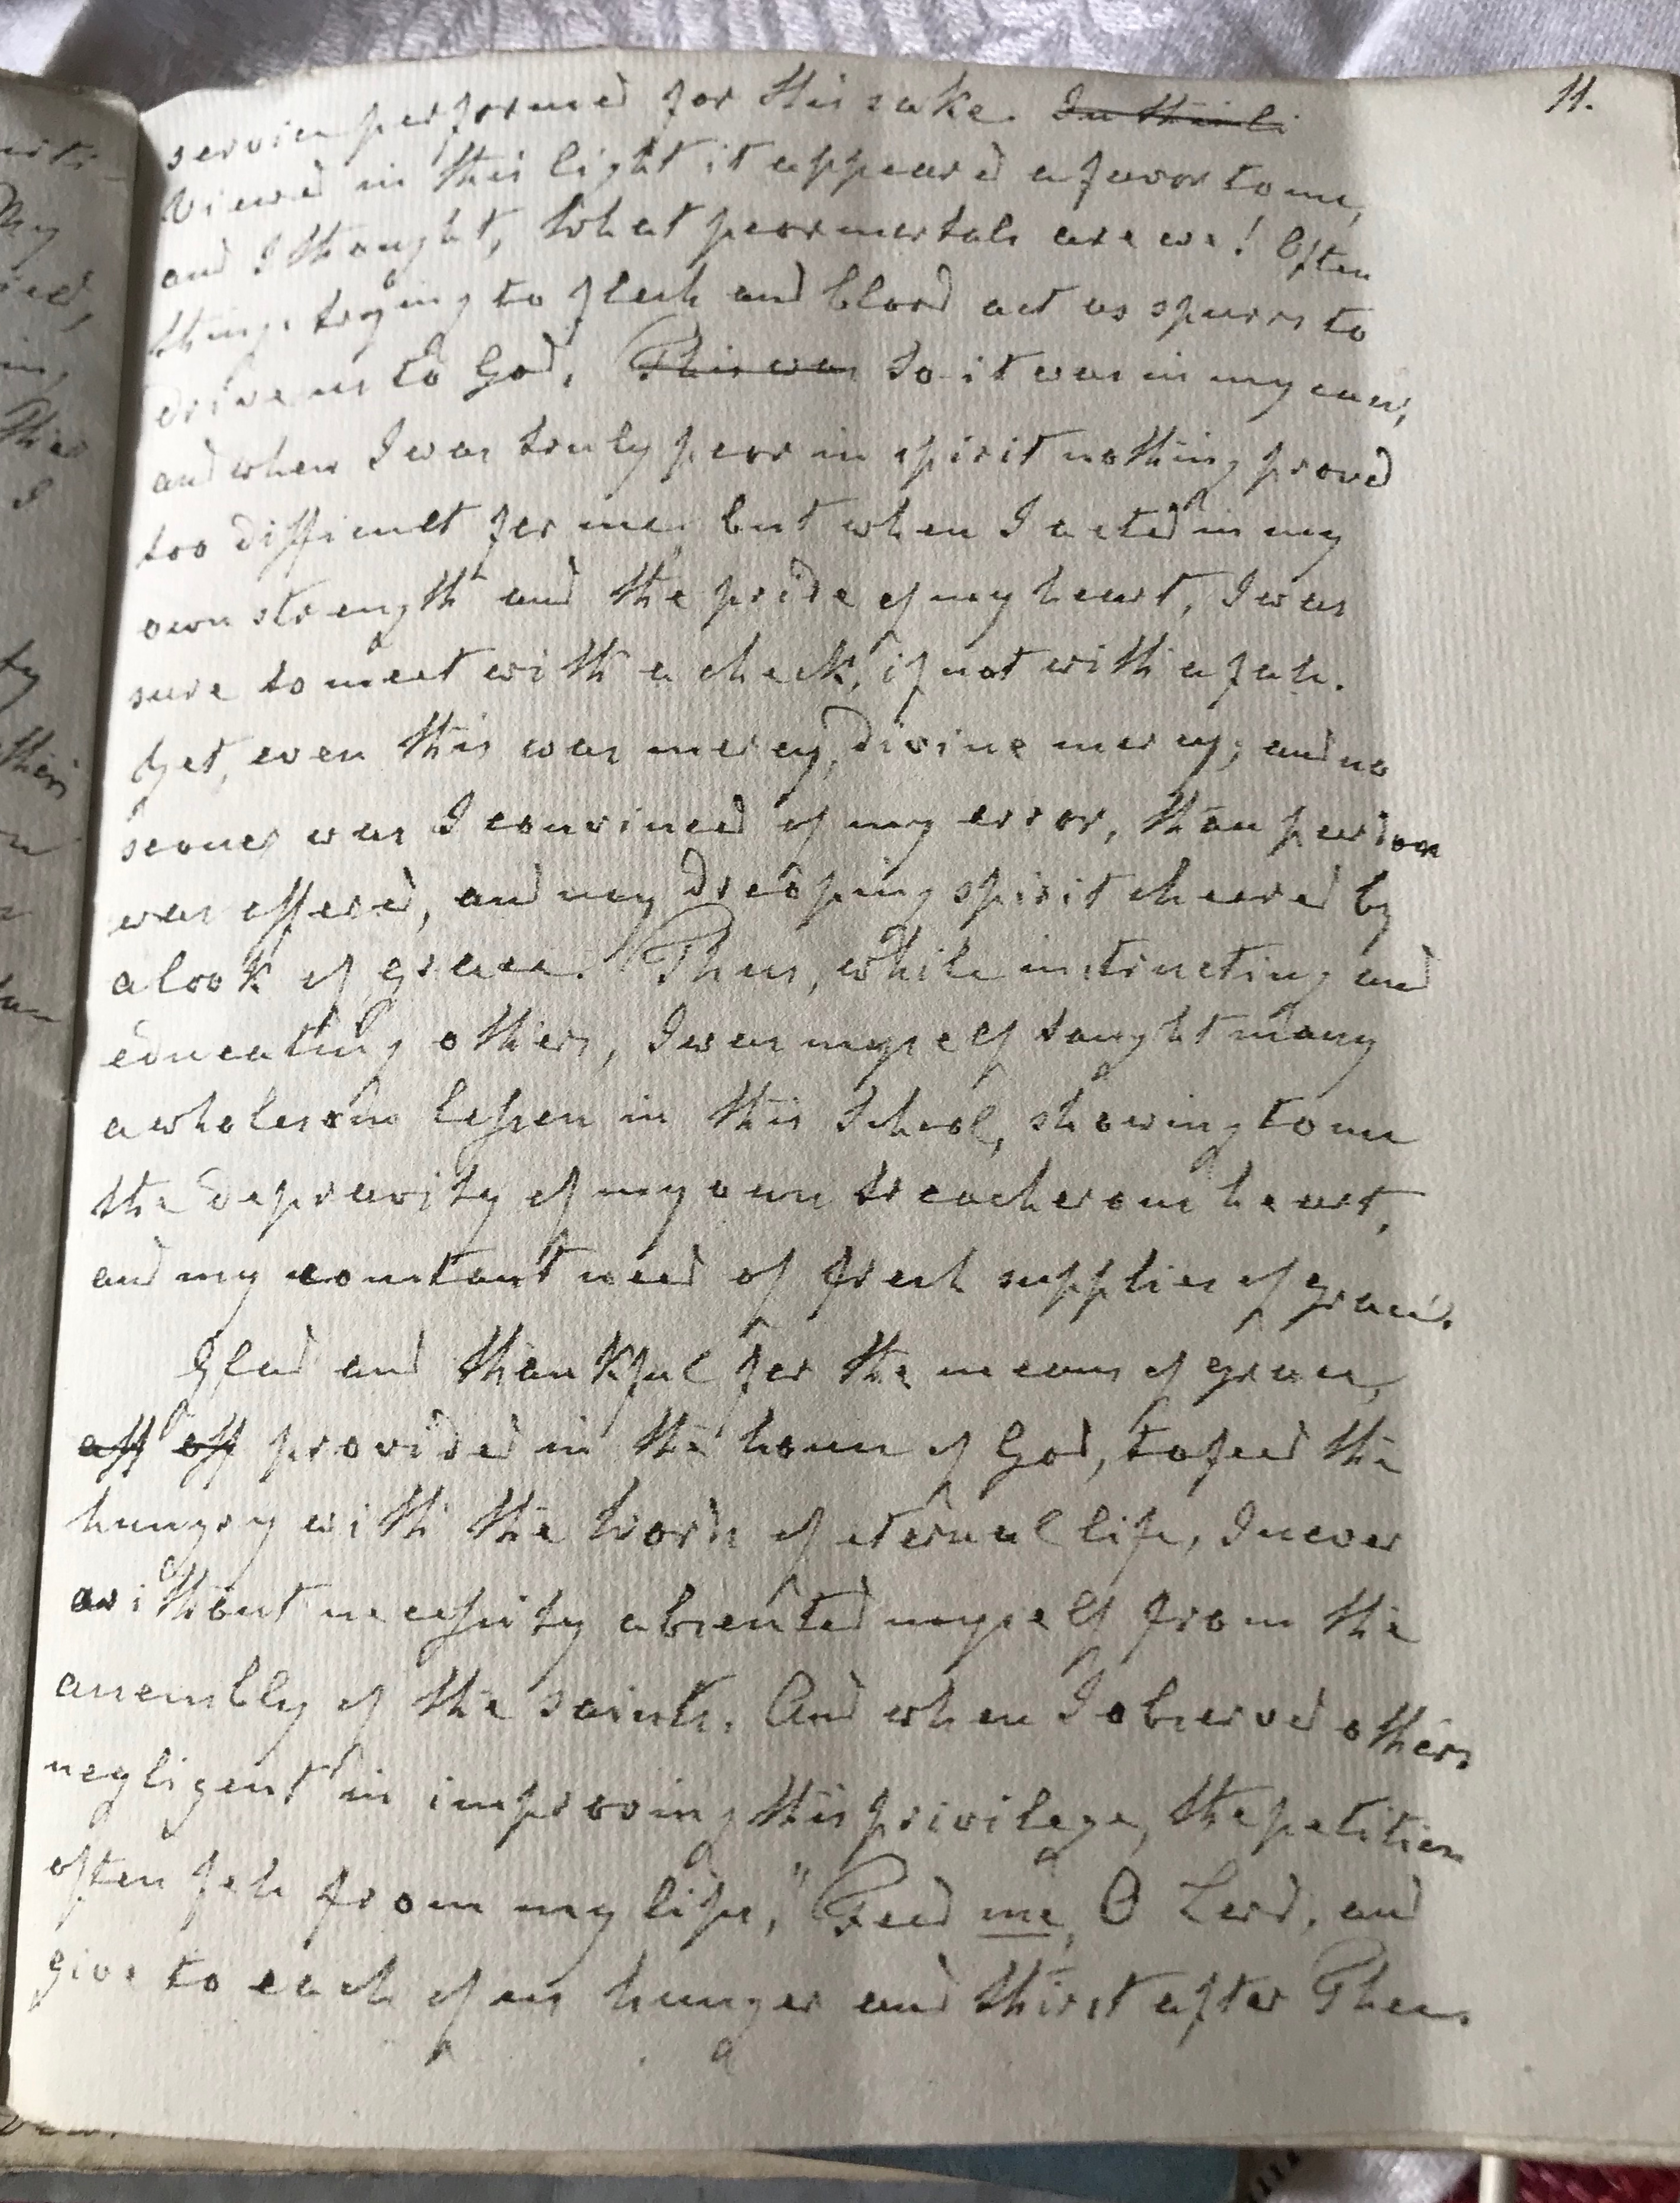 11.
service performed for His sake. In this li
Viewed in this light it appeared a favor to me,
and I thought, What poor mortals are we! Often
things trying to flesh and blood act as spurs to
drive us to God. This was So it was in my case,
and when I was truly poor in spirit nothing proved
too difficult for me, but when I acted in my
own strength and the pride of my heart, I was
sure to meet with a check, if not with a fall.
Yet, even this was mercy, divine mercy; and no
sooner was I convinced of my error, than pardon
was offered, and my drooping spirit cheered by
a look of grace. Thus, while instructing and
educating others, I was myself taught many
a wholesome lesson in this School, showing to me
the depravity of my own treacherous heart,
and my constant need of fresh supplies of grace.
Glad and thankful for the means of grace,
provided in the house of God, to feed the
hungry with the words of eternal life, I never
without necessity absented myself from the
assembly of the saints. And when I observed others
negligent in improving this privilege, the petition
often fell from my lips, "Feed me, O Lord, and
give to each of us hunger and thirst after Thee.